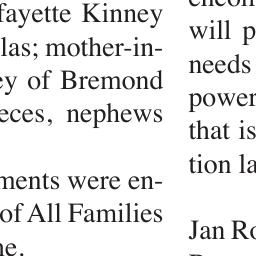 fayette Kinney
las; mother-in-
ey of Bremond
eces, nephews
ments were en-
of All Families
ne.
will p
needs
power
that is
tion la
Jan Ro